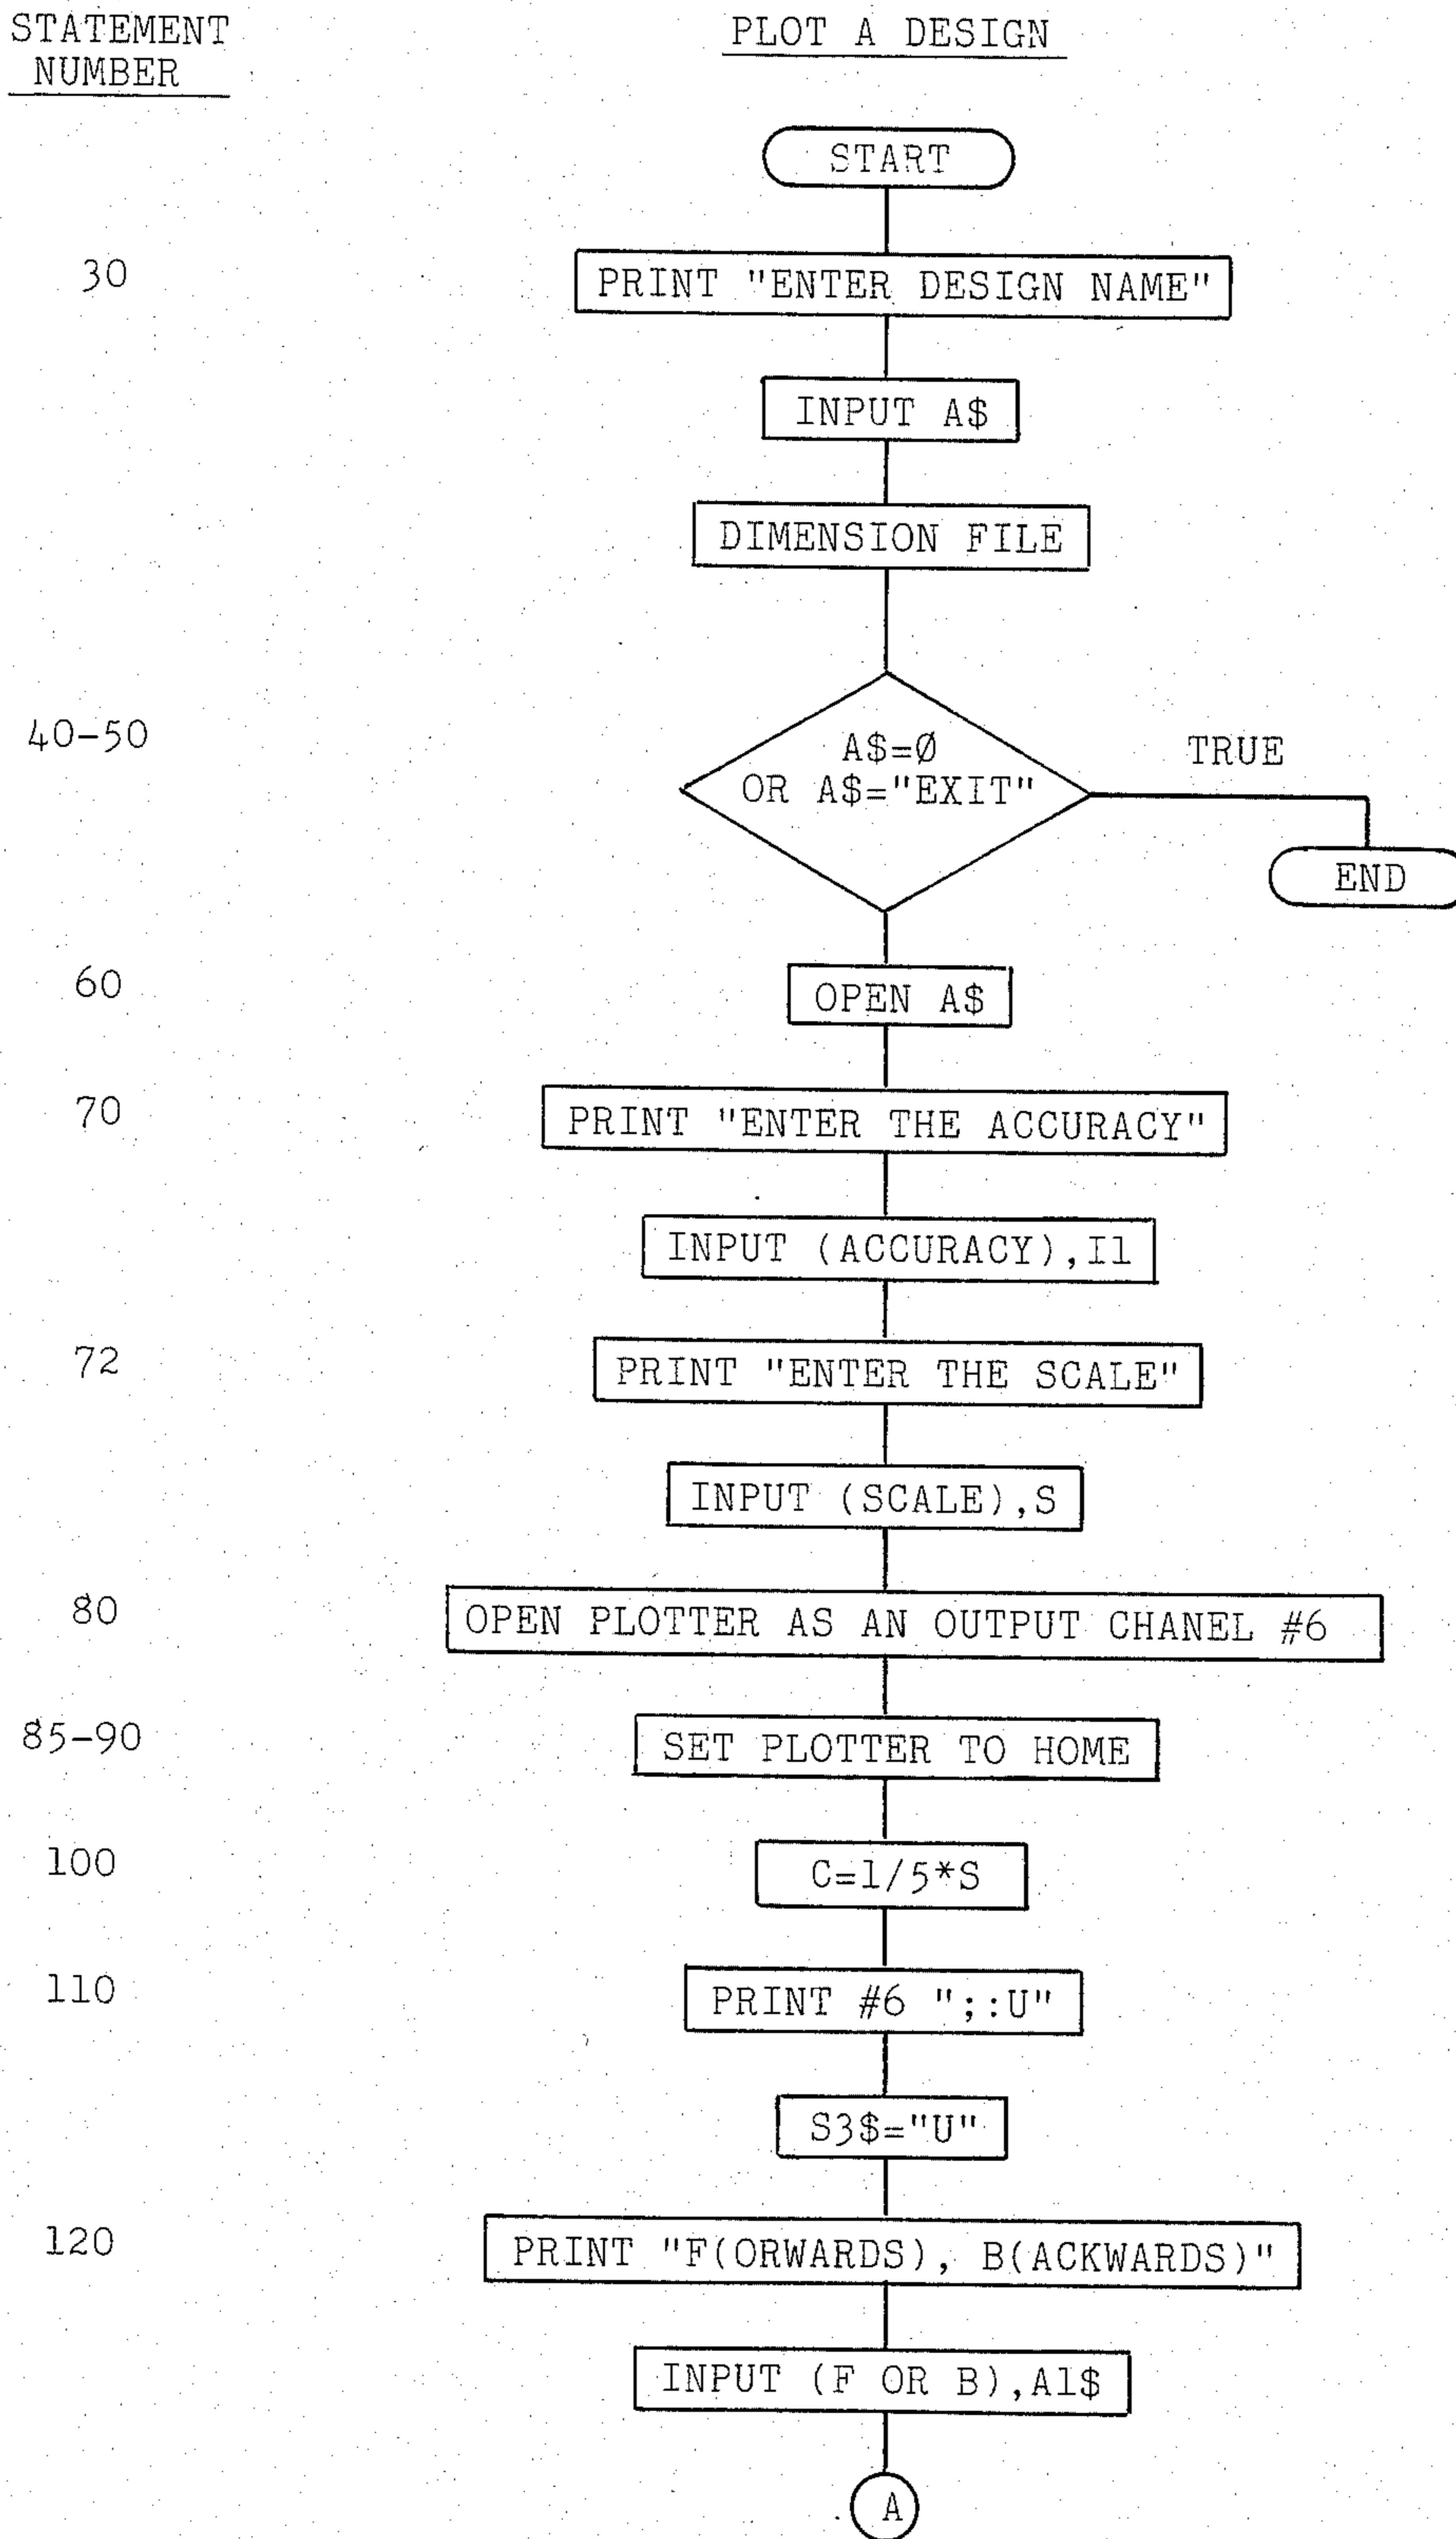 STATEMENT
NUMBER
PLOT A DESIGN
START
30
PRINT "ENTER DESIGN NAME"
INPUT A$
DIMENSION FILE
40-50
A$=Ø
OR A$="EXIT"
TRUE
END
60
OPEN A$
70
PRINT "ENTER THE ACCURACY"
INPUT (ACCURACY),I1
72
PRINT "ENTER THE SCALE"
INPUT (SCALE),S
80
OPEN PLOTTER AS AN OUTPUT CHANEL #6
85-90
SET PLOTTER TO HOME
100
C=1/5*S
110
PRINT #6 ";:U"
S3$="U"
120
PRINT "F(ORWARDS), B(ACKWARDS)"
INPUT (F OR B),A1$
A